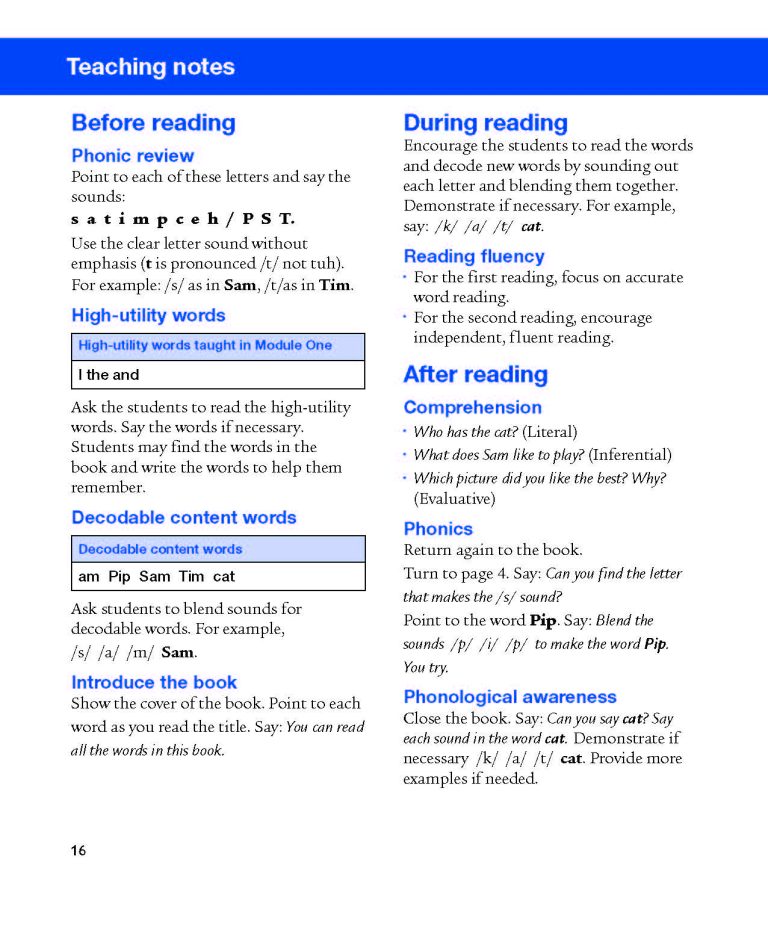 Teaching notes
Before reading
Phonic review
Point to each of these letters and say the
sounds:
s a t i m p c e h / P S T.
Use the clear letter sound without
emphasis (t is pronounced /t/ not tuh).
For example: /s/ as in Sam, /t/as in Tim.
High-utility words
High-utility words taught in Module One
I the and
Ask the students to read the high-utility
words. Say the words if necessary.
Students may find the words in the
book and write the words to help them
remember.
Decodable content words
Decodable content words
am Pip Sam Tim cat
Ask students to blend sounds for
decodable words. For example,
/s/ /a/ /m/ Sam.
Introduce the book
Show the cover of the book. Point to each
word as you read the title. Say: You can read
all the words in this book.
During reading
Encourage the students to read the words
and decode new words by sounding out
each letter and blending them together.
Demonstrate if necessary. For example,
say: /k/ /a/ /t/ cat.
Reading fluency
• For the first reading, focus on accurate
word reading.
• For the second reading, encourage
independent, fluent reading.
After reading
Comprehension
• Who has the cat? (Literal)
• What does Sam like to play? (Inferential)
• Which picture did you like the best? Why?
(Evaluative)
Phonics
Return again to the book.
Turn to page 4. Say: Can you find the letter
that makes the /s/ sound?
Point to the word Pip. Say: Blend the
sounds /p/ /i/ /p/ to make the word Pip.
You try.
Phonological awareness
Close the book. Say: Can you say cat? Say
each sound in the word cat. Demonstrate if
necessary /k/ /a/ /t/ cat. Provide more
examples if needed.
16